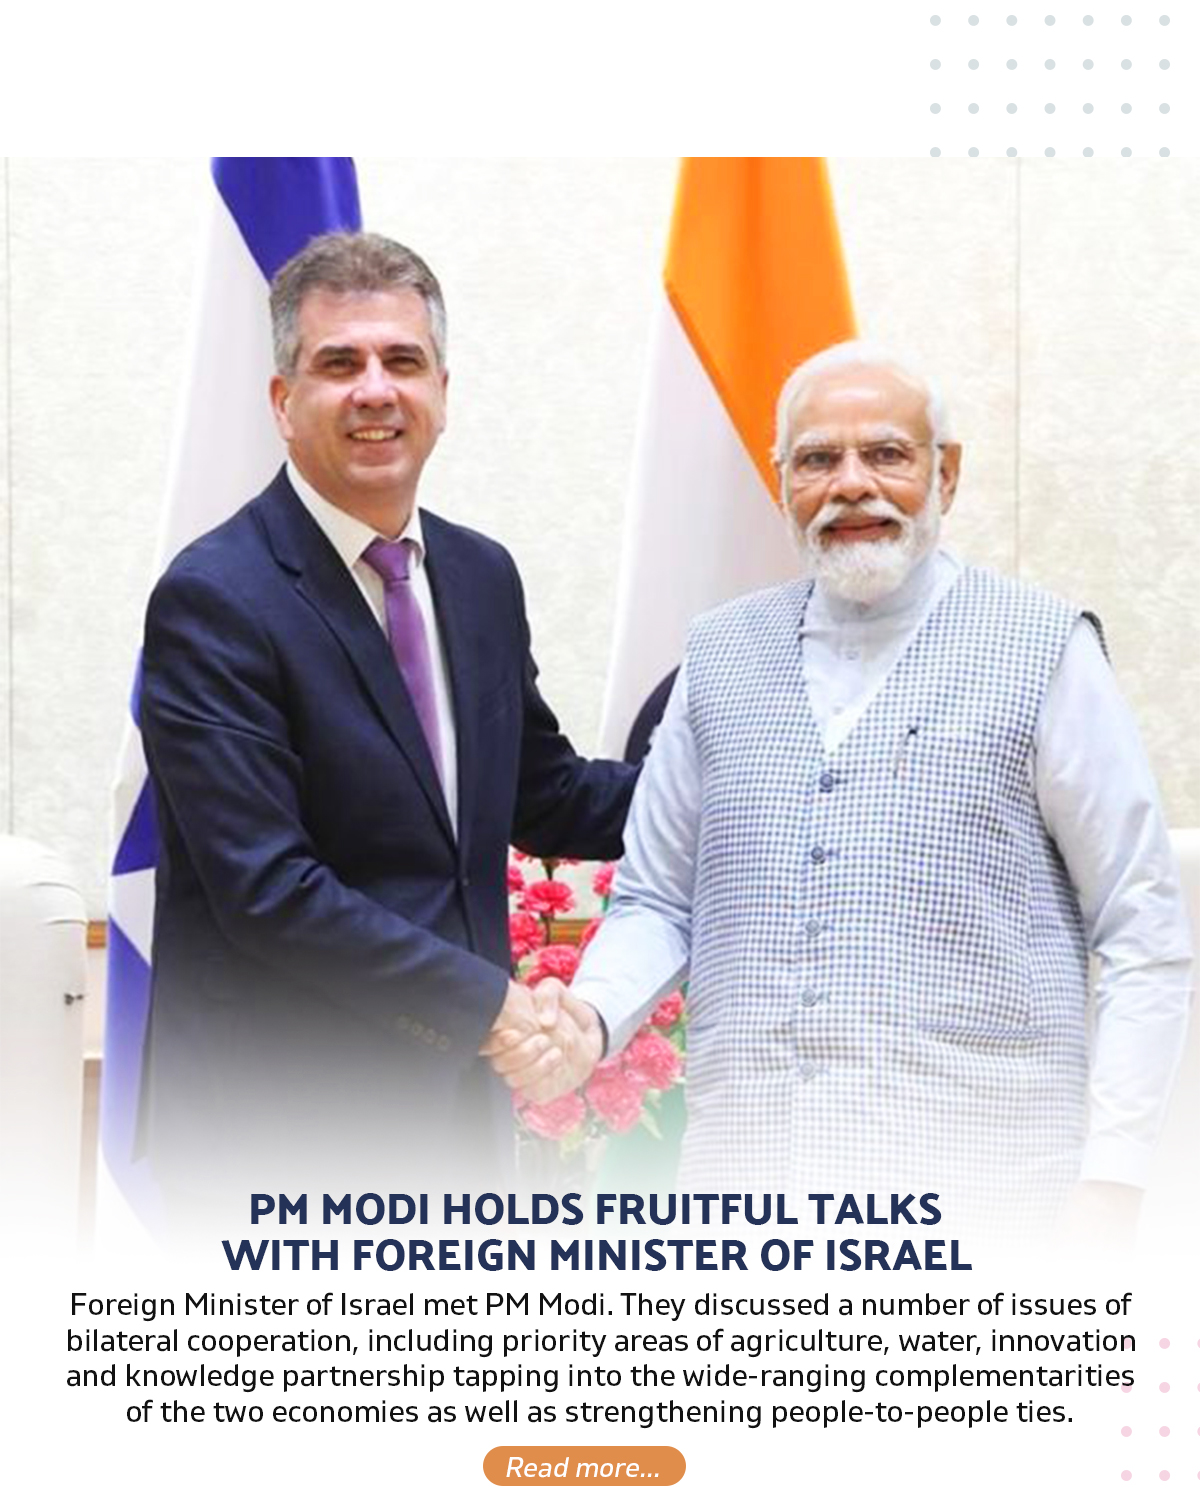 PM MODI HOLDS FRUITFUL TALKS
WITH FOREIGN MINISTER OF ISRAEL
Foreign Minister of Israel met PM Modi. They discussed a number of issues of
bilateral cooperation, including priority areas of agriculture, water, innovation
and knowledge partnership tapping into the wide-ranging complementarities
of the two economies as well as strengthening people-to-people ties.
Read more...